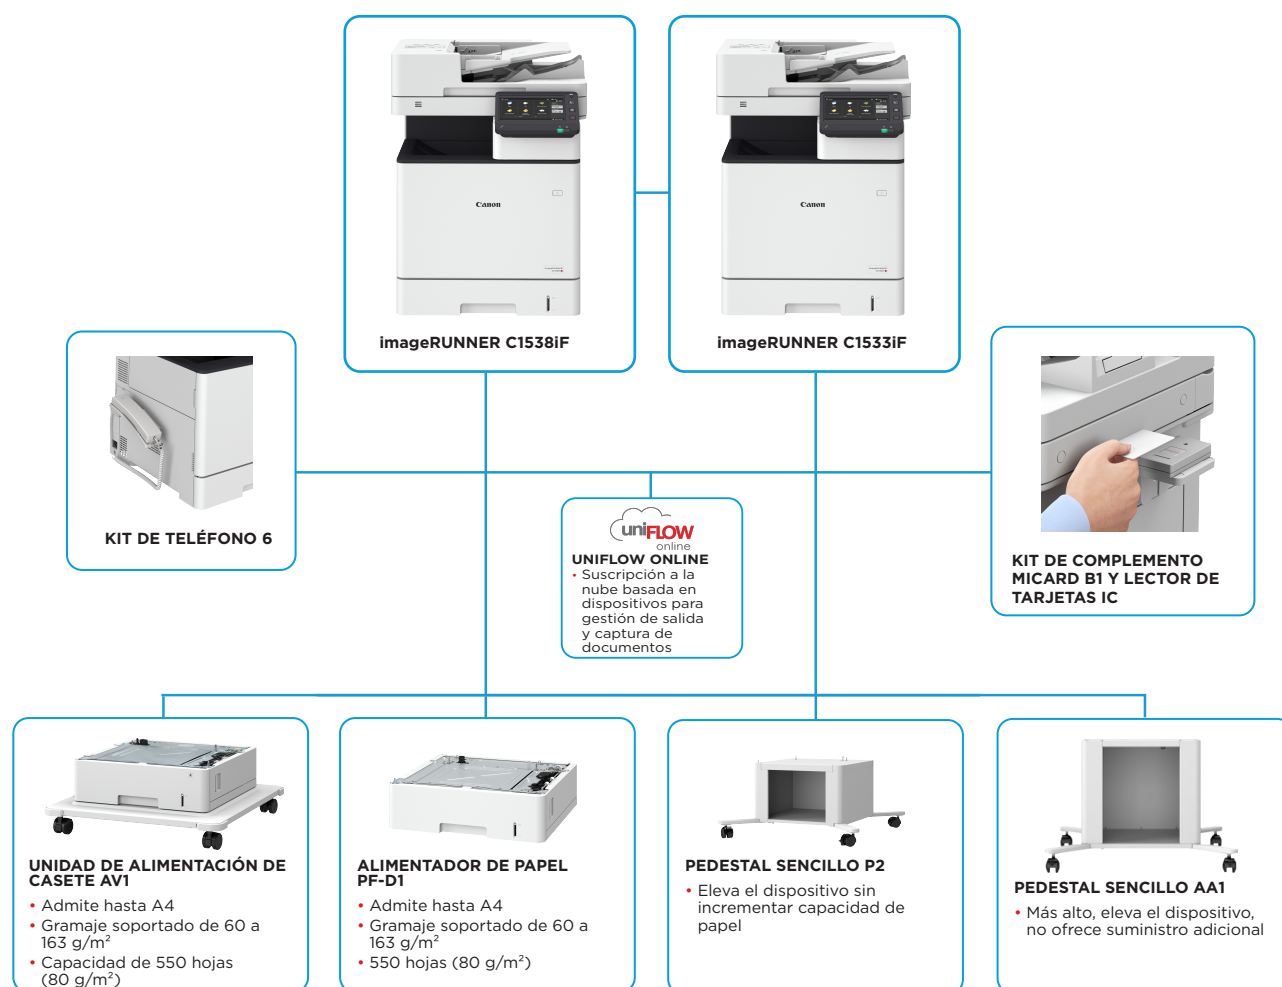 Canon
Canon
imageRUNNER C1538iF
imageRUNNER C1533iF
KIT DE TELÉFONO 6
uniFLOW
online
UNIFLOW ONLINE
• Suscripción a la
nube basada en
dispositivos para
gestión de salida
y captura de
documentos
KIT DE COMPLEMENTO
MICARD B1 Y LECTOR DE
TARJETAS IC
UNIDAD DE ALIMENTACIÓN DE
CASETE AV1
• Admite hasta A4
• Gramaje soportado de 60 a
163 g/m²
• Capacidad de 550 hojas
(80 g/m²)
ALIMENTADOR DE PAPEL
PF-D1
• Admite hasta A4
• Gramaje soportado de 60 a
163 g/m²
• 550 hojas (80 g/m²)
PEDESTAL SENCILLO P2
• Eleva el dispositivo sin
incrementar capacidad de
papel
PEDESTAL SENCILLO AA1
• Más alto, eleva el dispositivo,
no ofrece suministro adicional